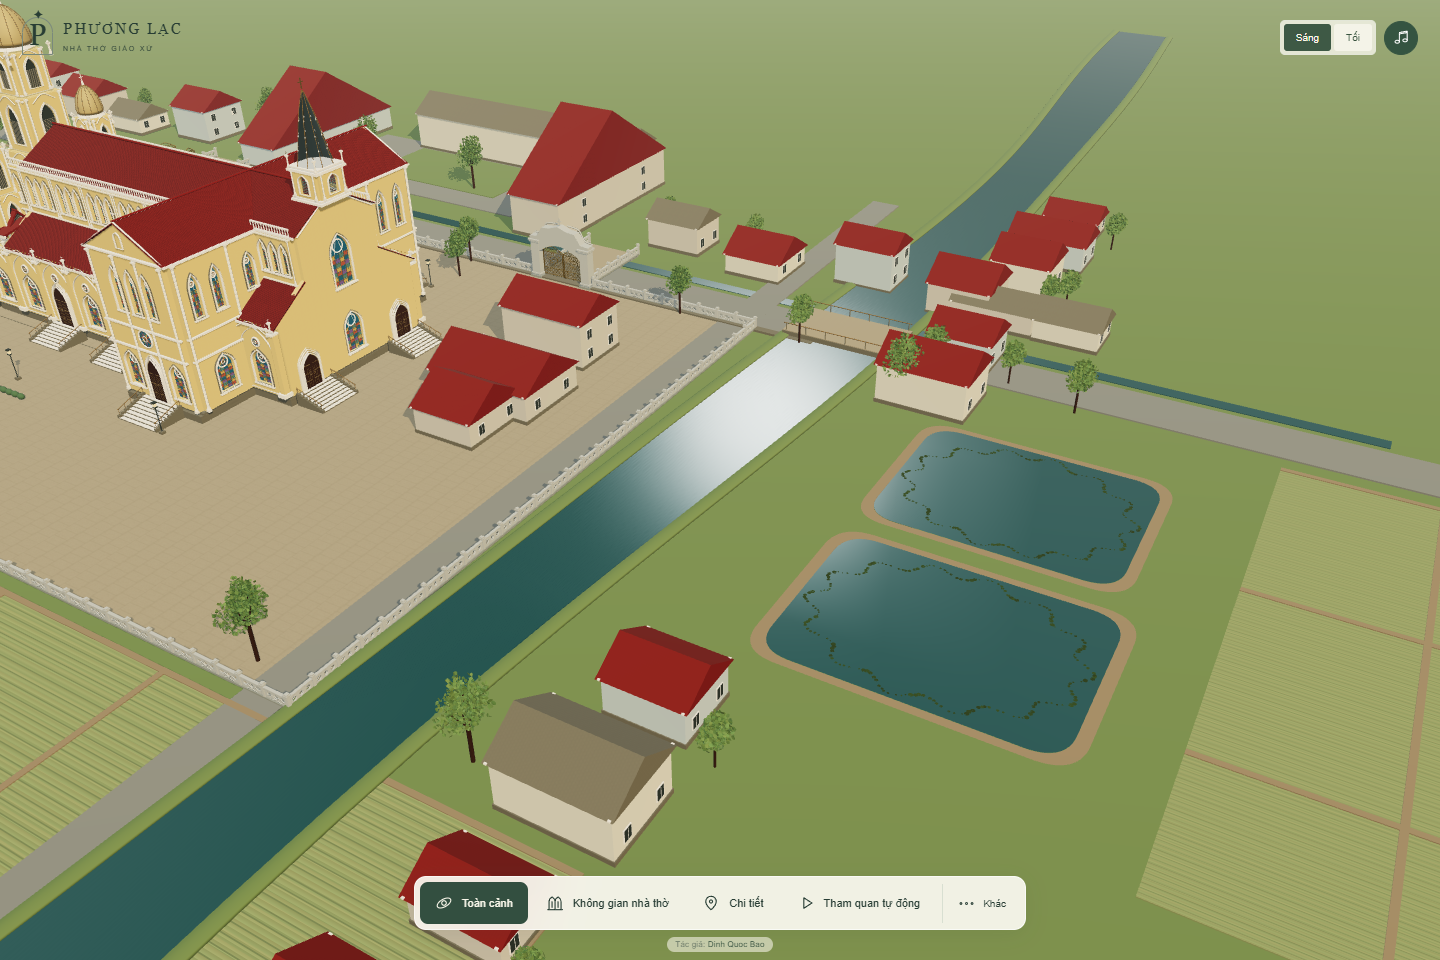 P
PHƯƠNG LẠC
NHÀ THỜ GIÁO XỨ
Sáng
Tối
Toàn cảnh
Không gian nhà thờ
Chi tiết
Tham quan tự động
Khác
Tác giả: Dinh Quoc Bao